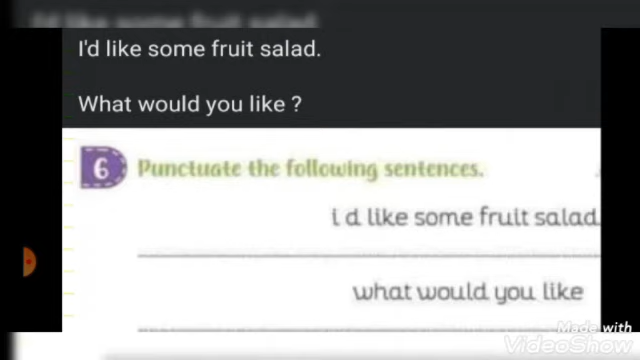 I'd like some fruit salad.
What would you like ?
6 Punctuate the following sentences.
i d like some fruit salad
what would you like
Made with
VideoShow